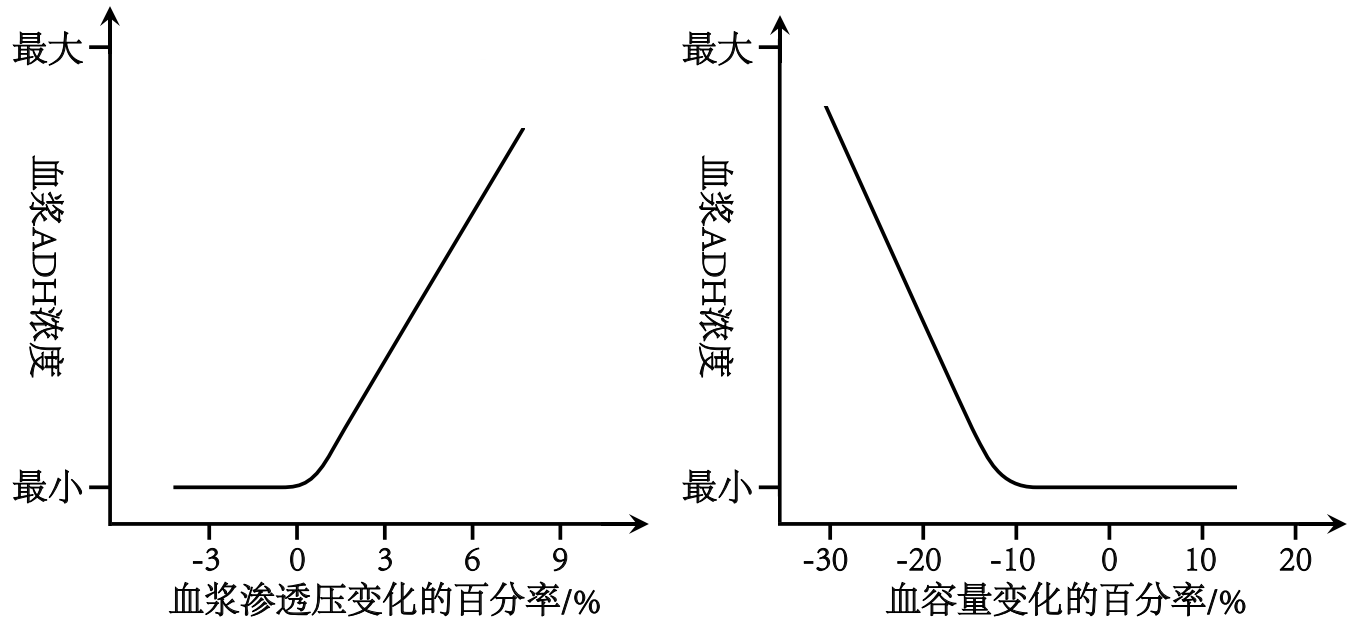 最大
血浆ADH浓度
最小
-3 0 3 6 9
血浆渗透压变化的百分率/%
最大
血浆ADH浓度
最小
-30 -20 -10 0 10 20
血容量变化的百分率/%